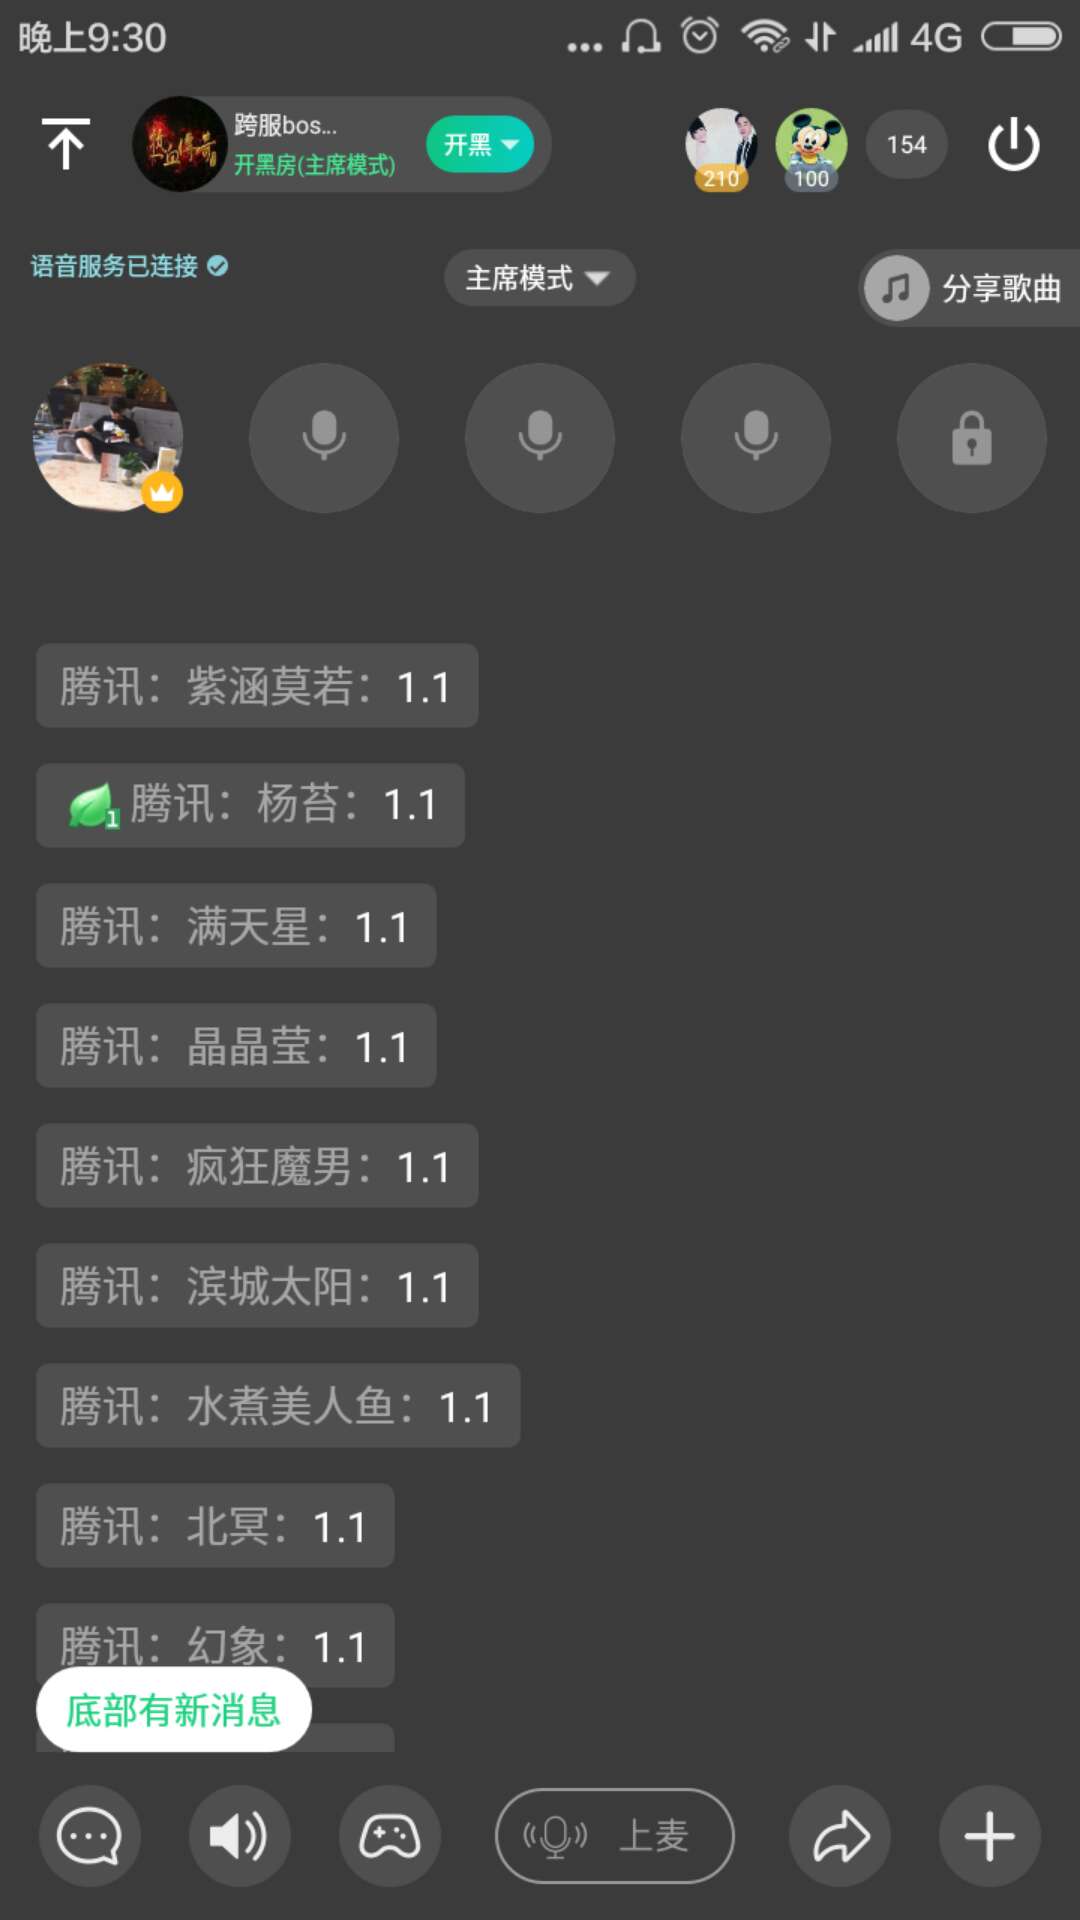 晚上9:30
4G
热血传奇
跨服bos...
开黑房(主席模式)
开黑
210
100
154
语音服务已连接
主席模式
分享歌曲
腾讯：紫涵莫若：1.1
1 腾讯：杨苔：1.1
腾讯：满天星：1.1
腾讯：晶晶莹：1.1
腾讯：疯狂魔男：1.1
腾讯：滨城太阳：1.1
腾讯：水煮美人鱼：1.1
腾讯：北冥：1.1
腾讯：幻象：1.1
底部有新消息
上麦